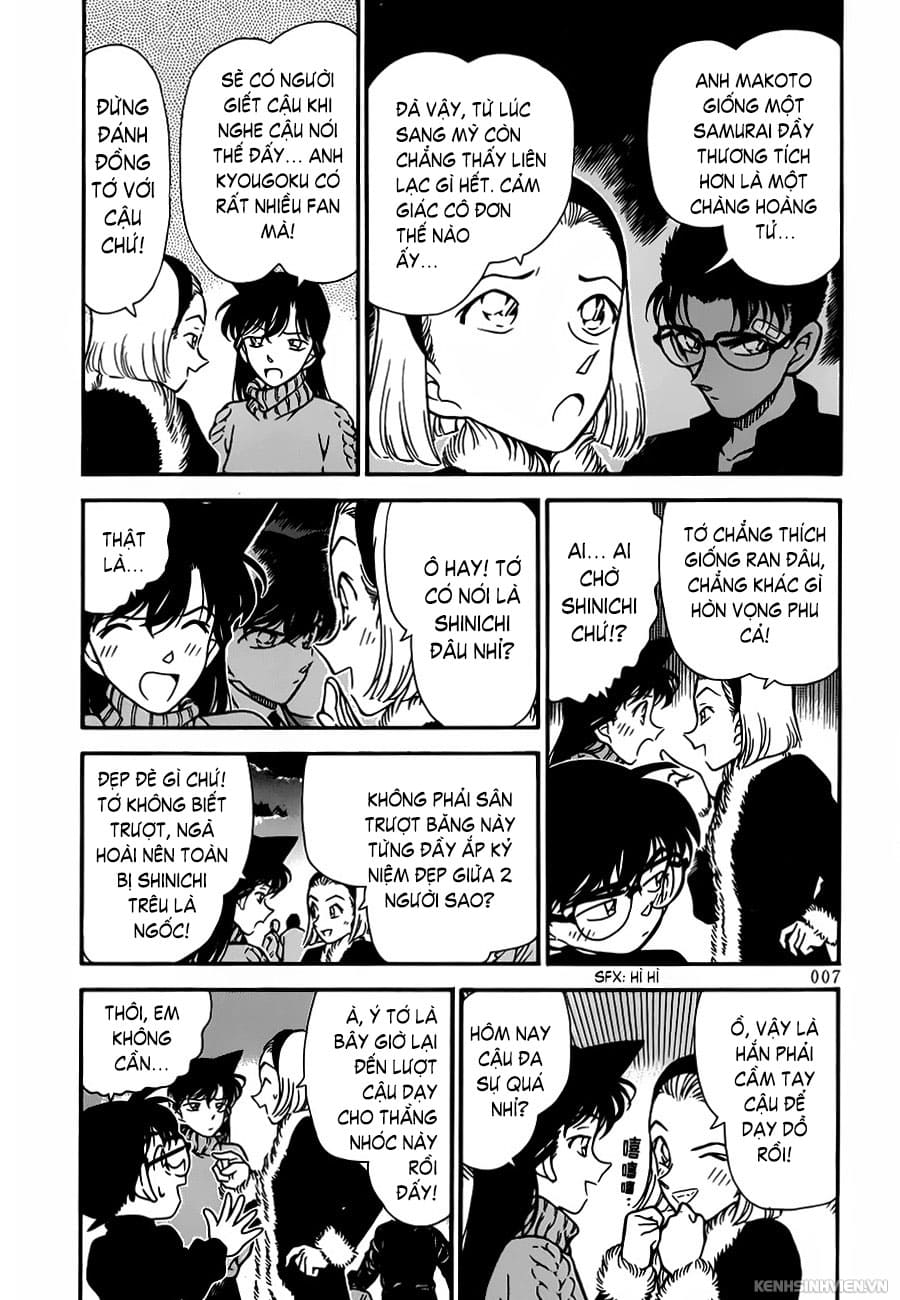 ANH MAKOTO
GIỐNG MỘT
SAMURAI ĐẦY
THƯƠNG TÍCH
HƠN LÀ MỘT
CHÀNG HOÀNG
TỬ...
ĐÃ VẬY, TỪ LÚC
SANG MỸ CÒN
CHẲNG THẤY LIÊN
LẠC GÌ HẾT. CẢM
GIÁC CÔ ĐƠN
THẾ NÀO
ẤY...
SẼ CÓ NGƯỜI
GIẾT CẬU KHI
NGHE CẬU NÓI
THẾ ĐẤY... ANH
KYOUGOKU CÓ
RẤT NHIỀU FAN
MÀ!
ĐỪNG
ĐÁNH
ĐỒNG
TỚ VỚI
CẬU
CHỨ!
TỚ CHẲNG THÍCH
GIỐNG RAN ĐÂU,
CHẲNG KHÁC GÌ
HÒN VỌNG PHU
CẢ!
AI... AI
CHỜ
SHINICHI
CHỨ!?
Ô HAY! TỚ
CÓ NÓI LÀ
SHINICHI
ĐÂU NHỈ?
THẬT
LÀ...
KHÔNG PHẢI SÂN
TRƯỢT BĂNG NÀY
TỪNG ĐẦY ẮP KỶ
NIỆM ĐẸP GIỮA 2
NGƯỜI SAO?
ĐẸP ĐẼ GÌ CHỨ!
TỚ KHÔNG BIẾT
TRƯỢT, NGÃ
HOÀI NÊN TOÀN
BỊ SHINICHI
TRÊU LÀ
NGỐC!
SFX: HÌ HÌ
007
Ồ, VẬY LÀ
HẮN PHẢI
CẦM TAY
CẬU ĐỂ
DẠY DỖ
RỒI!
嘻嘻嘻
HÔM NAY
CẬU ĐA
SỰ QUÁ
NHỈ?
À, Ý TỚ LÀ
BÂY GIỜ LẠI
ĐẾN LƯỢT
CẬU DẠY
CHO THẰNG
NHÓC NÀY
RỒI
ĐẤY!
THÔI, EM
KHÔNG
CẦN...
KENHSINHVIEN.VN